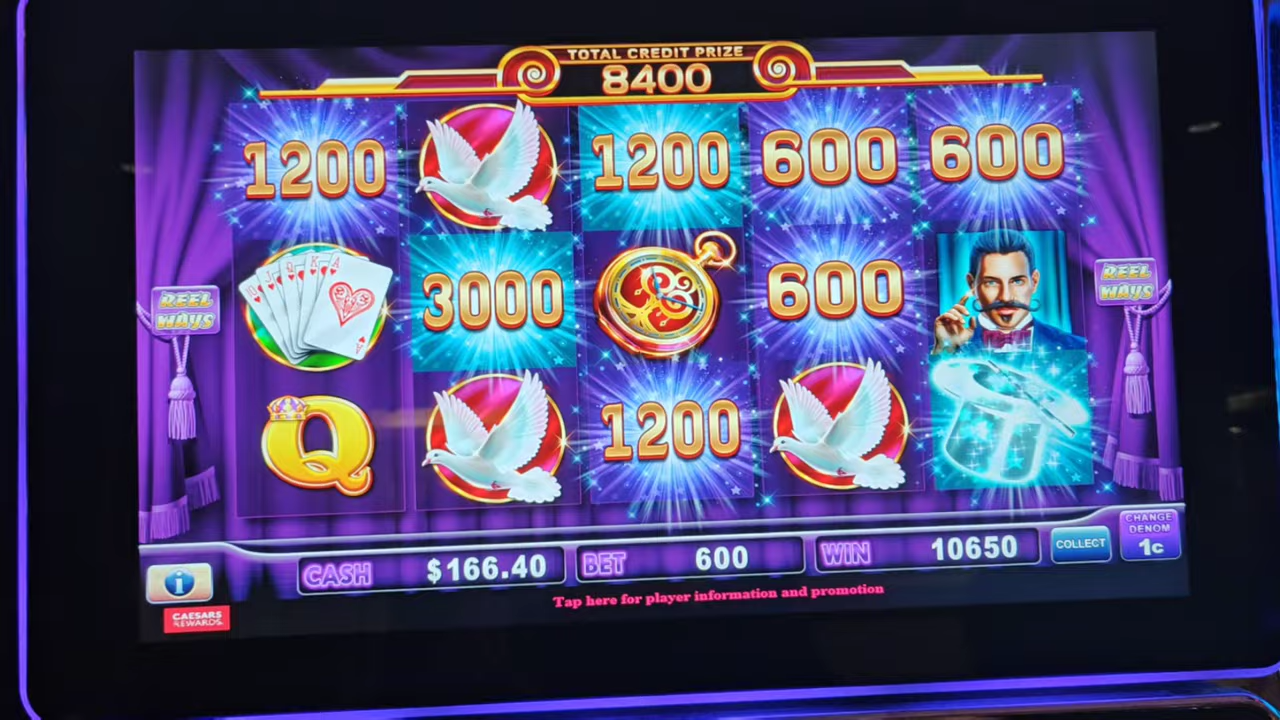 TOTAL CREDIT PRIZE
8400
1200
1200
600
600
REEL
WAYS
3000
600
REEL
WAYS
Q
1200
CASH $166.40 BET 600 WIN 10650 COLLECT
CHANGE
DENOM
1¢
Tap here for player information and promotion
CAESARS
REWARDS.